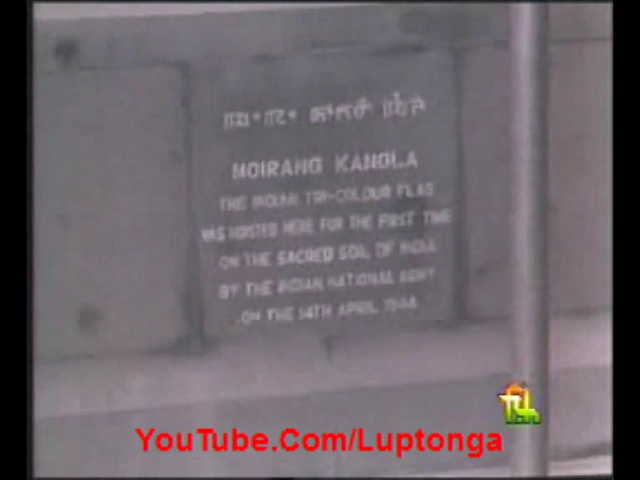 MOIRANG KANGLA
THE INDIAN TRI-COLOUR FLAG
WAS HOISTED HERE FOR THE FIRST TIME
ON THE SACRED SOIL OF INDIA
BY THE INDIAN NATIONAL ARMY
ON THE 14TH APRIL 1944
YouTube.Com/Luptonga